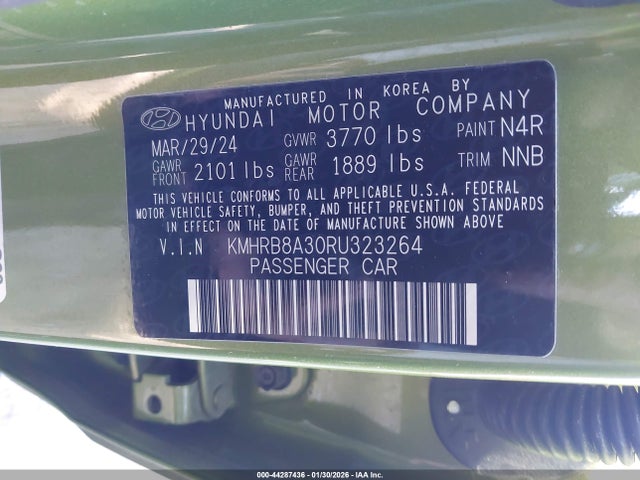 MANUFACTURED IN KOREA BY
HYUNDAI MOTOR COMPANY
MAR/29/24 GVWR 3770 lbs PAINT N4R
GAWR FRONT 2101 lbs GAWR REAR 1889 lbs TRIM NNB
THIS VEHICLE CONFORMS TO ALL APPLICABLE U.S.A. FEDERAL
MOTOR VEHICLE SAFETY, BUMPER, AND THEFT PREVENTION STANDARDS
IN EFFECT ON THE DATE OF MANUFACTURE SHOWN ABOVE
V.I.N KMHRB8A30RU323264
PASSENGER CAR
000-44287436 - 01/30/2026 - IAA Inc.